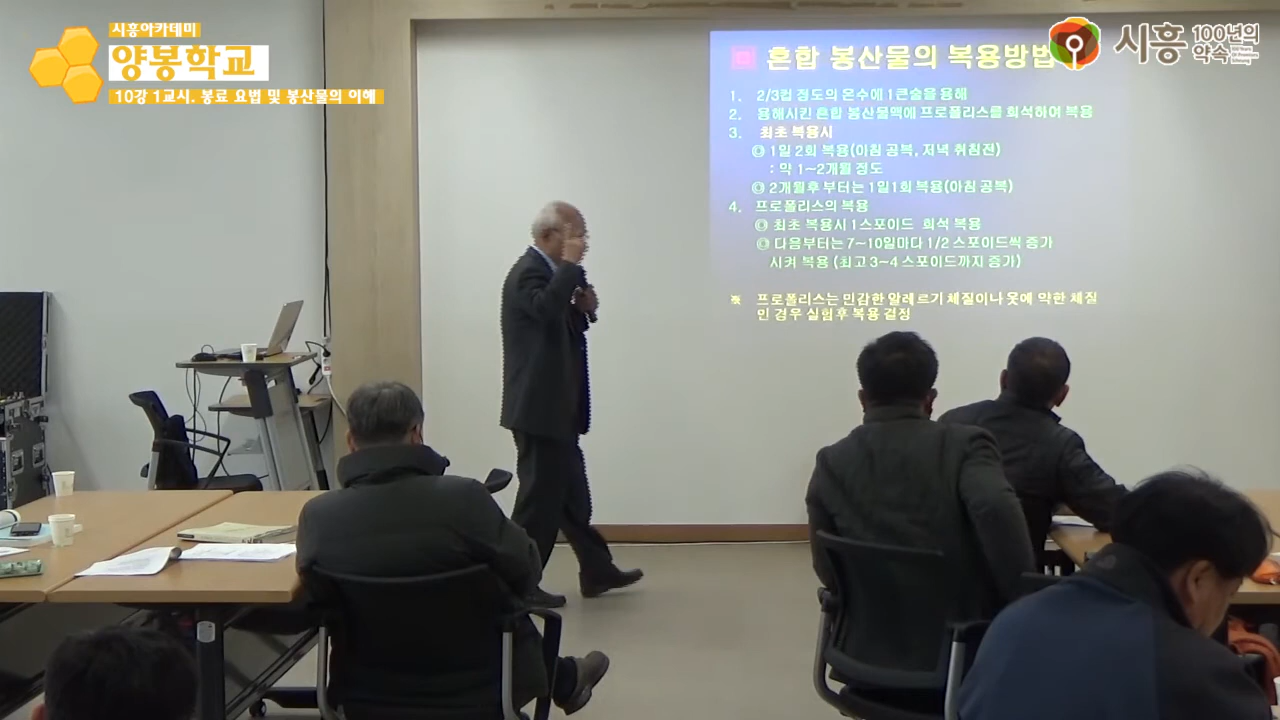 시흥아카데미
양봉학교
10강 1교시. 봉료 요법 및 봉산물의 이해
시흥 100년의 약속
혼합 봉산물의 복용방법
1. 2/3컵 정도의 온수에 1큰술을 용해
2. 용해시킨 혼합 봉산물액에 프로폴리스를 희석하여 복용
3. 최초 복용시
◎ 1일 2회 복용(아침 공복, 저녁 취침전)
: 약 1~2개월 정도
◎ 2개월후 부터는 1일1회 복용(아침 공복)
4. 프로폴리스의 복용
◎ 최초 복용시 1스포이드 희석 복용
◎ 다음부터는 7~10일마다 1/2 스포이드씩 증가
시켜 복용 (최고 3~4 스포이드까지 증가)
※ 프로폴리스는 민감한 알레르기 체질이나 옷에 약한 체질
인 경우 실험후 복용 결정